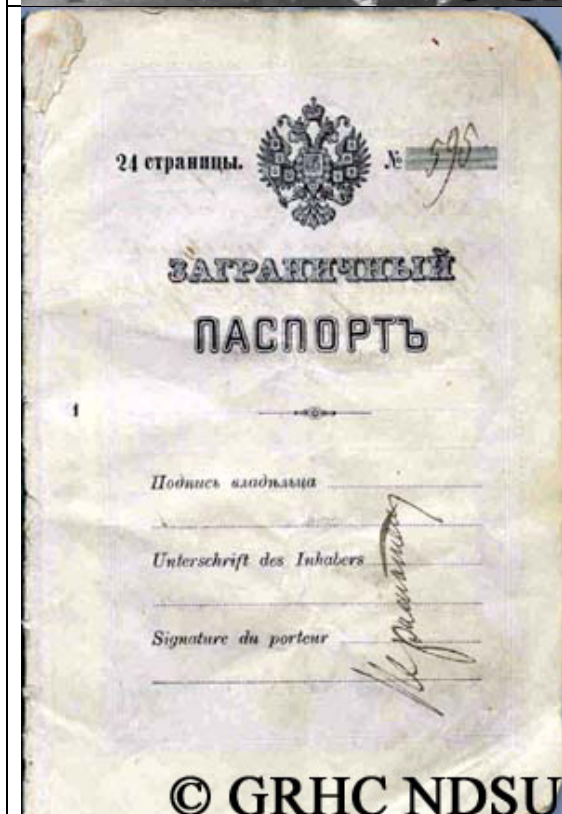 24 страницы. № 595
ЗАГРАНИЧНЫЙ
ПАСПОРТЪ
1
Подпись владѣльца
Unterschrift des Inhabers
Signature du porteur
© GRHC NDSU